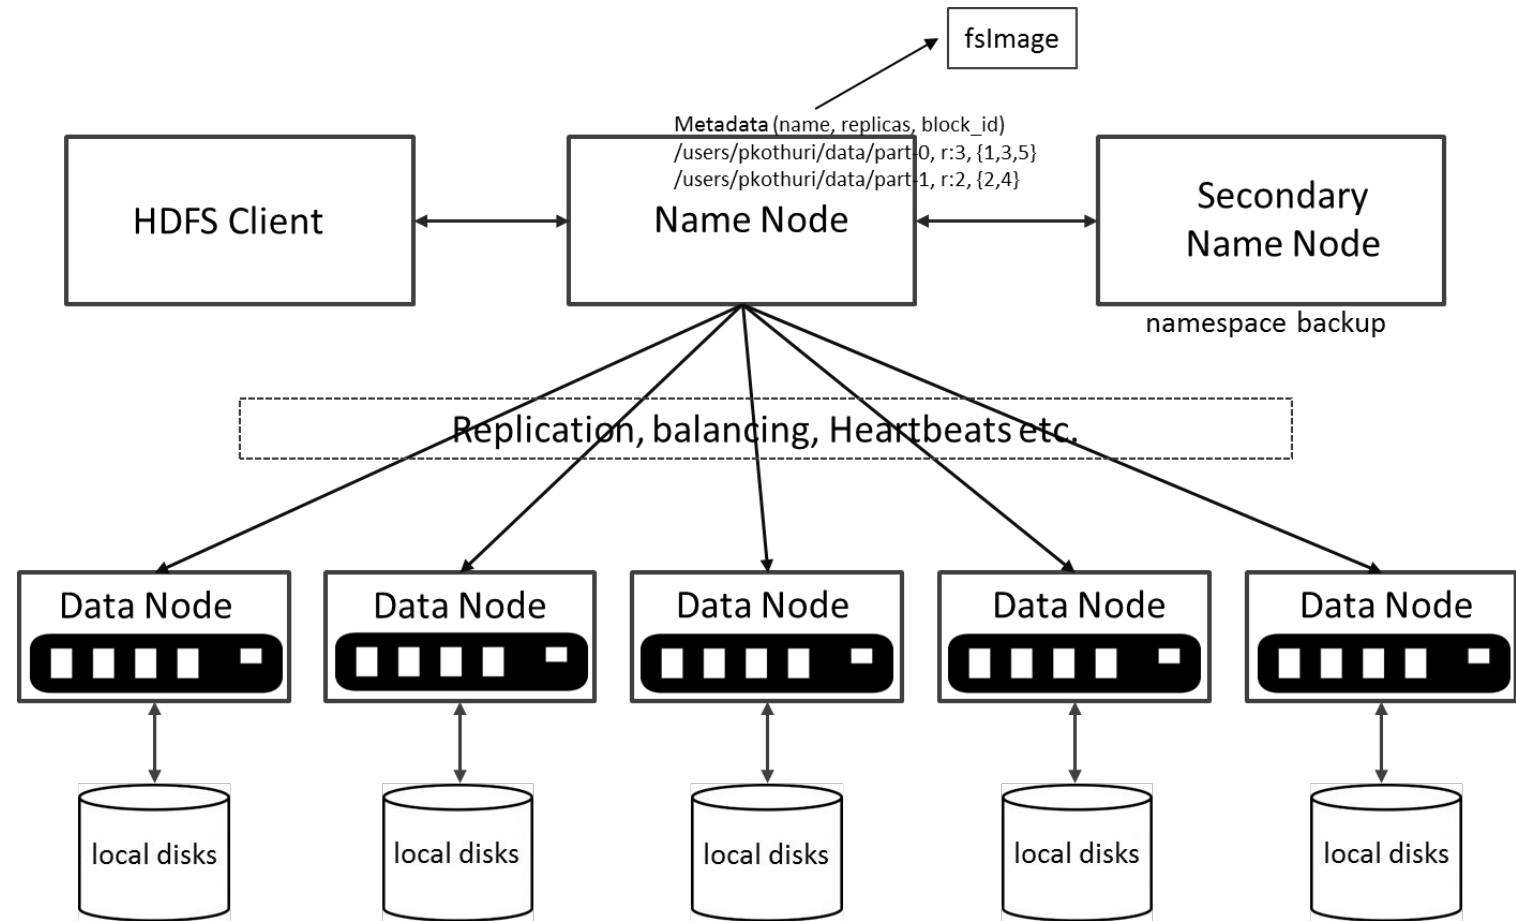 fsImage
Metadata (name, replicas, block_id)
/users/pkothuri/data/part-0, r:3, {1,3,5}
/users/pkothuri/data/part-1, r:2, {2,4}
HDFS Client
Name Node
Secondary
Name Node
namespace backup
Replication, balancing, Heartbeats etc.
Data Node
Data Node
Data Node
Data Node
Data Node
local disks
local disks
local disks
local disks
local disks